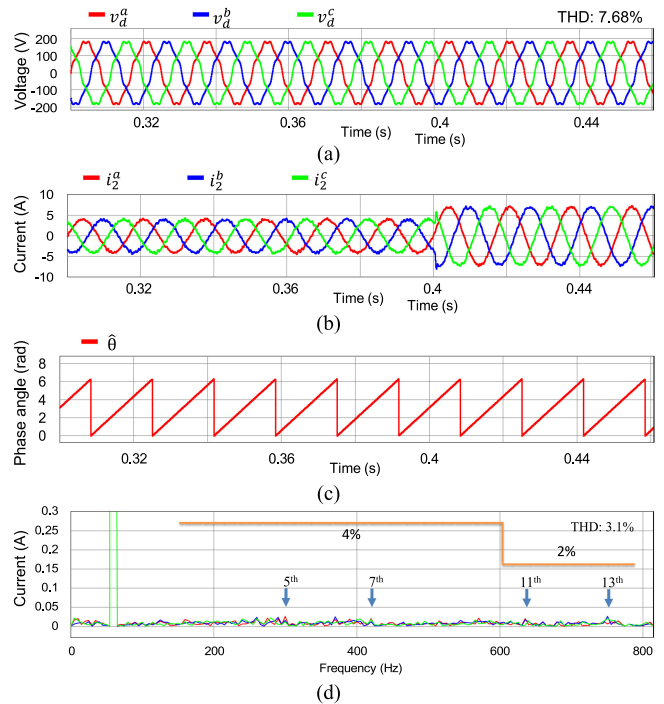 v_d^a v_d^b v_d^c THD: 7.68%
Voltage (V)
200
100
0
-100
-200
0.32 0.36 0.4 0.44
Time (s) Time (s)
(a)
i_2^a i_2^b i_2^c
Current (A)
10
5
0
-5
-10
0.32 0.36 0.4 0.44
Time (s) Time (s)
(b)
θ̂
Phase angle (rad)
6
4
2
0
0.32 0.36 0.4 0.44
Time (s)
(c)
Current (A)
0.3
0.25
0.2
0.15
0.1
0.05
0
THD: 3.1%
4%
2%
5th 7th 11th 13th
0 200 400 600 800
Frequency (Hz)
(d)